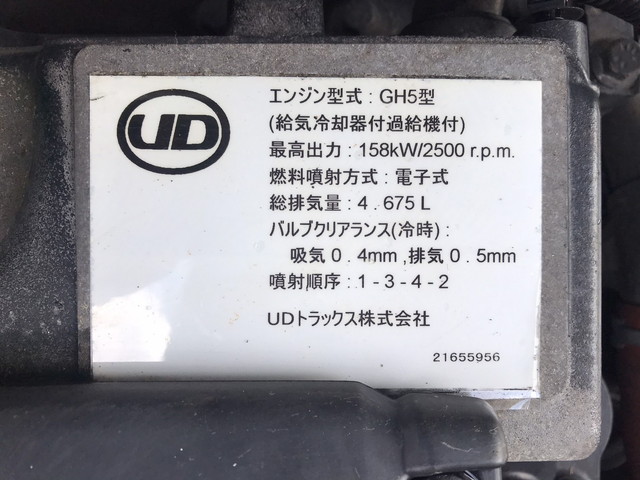 UD
エンジン型式 : GH5型
(給気冷却器付過給機付)
最高出力 : 158kW/2500 r.p.m.
燃料噴射方式 : 電子式
総排気量 : 4 . 675 L
バルブクリアランス(冷時) :
吸気 0 . 4mm ,排気 0 . 5mm
噴射順序 : 1 - 3 - 4 - 2
UDトラックス株式会社
21655956